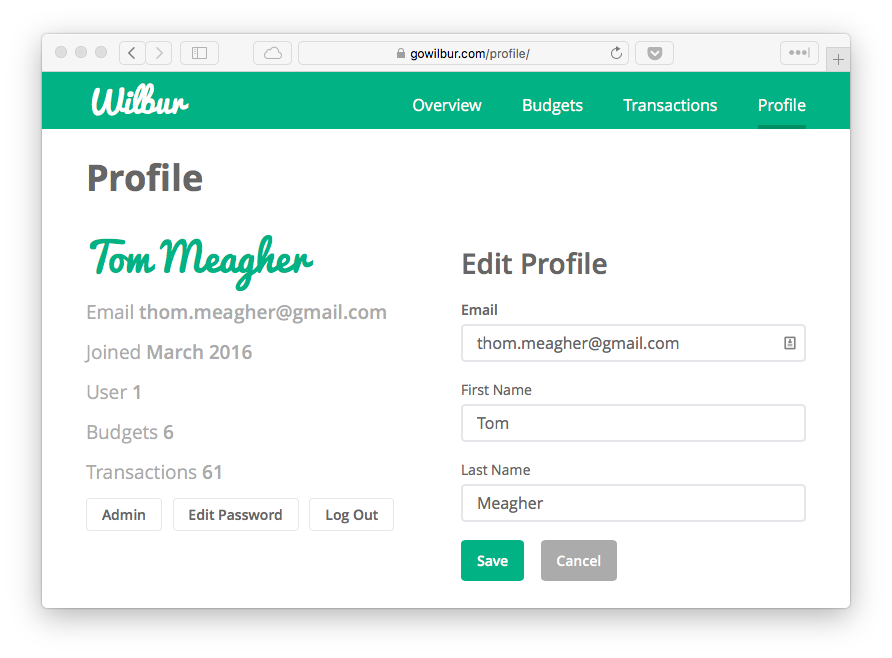 gowilbur.com/profile/
Wilbur
Overview Budgets Transactions Profile
Profile
Tom Meagher
Email thom.meagher@gmail.com
Joined March 2016
User 1
Budgets 6
Transactions 61
Admin Edit Password Log Out
Edit Profile
Email
thom.meagher@gmail.com
First Name
Tom
Last Name
Meagher
Save Cancel